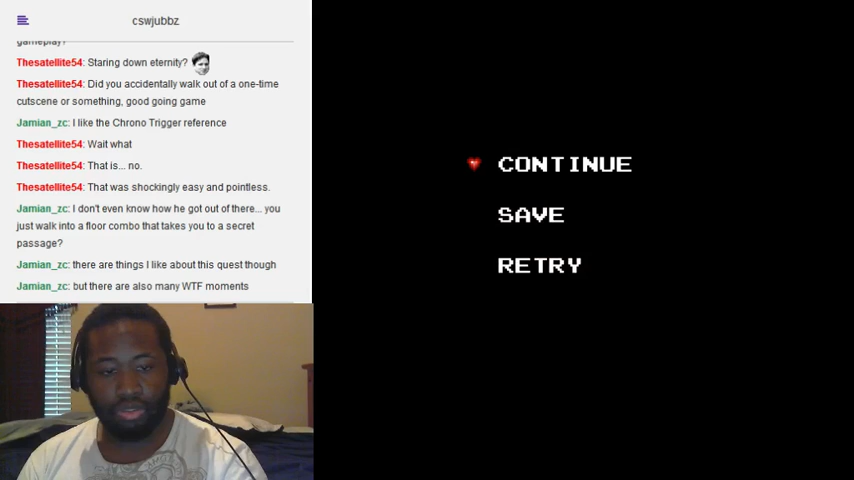 cswjubbz
gameplay?
Thesatellite54: Staring down eternity?
Thesatellite54: Did you accidentally walk out of a one-time
cutscene or something, good going game
Jamian_zc: I like the Chrono Trigger reference
Thesatellite54: Wait what
Thesatellite54: That is... no.
Thesatellite54: That was shockingly easy and pointless.
Jamian_zc: I don't even know how he got out of there... you
just walk into a floor combo that takes you to a secret
passage?
Jamian_zc: there are things I like about this quest though
Jamian_zc: but there are also many WTF moments
CONTINUE
SAVE
RETRY